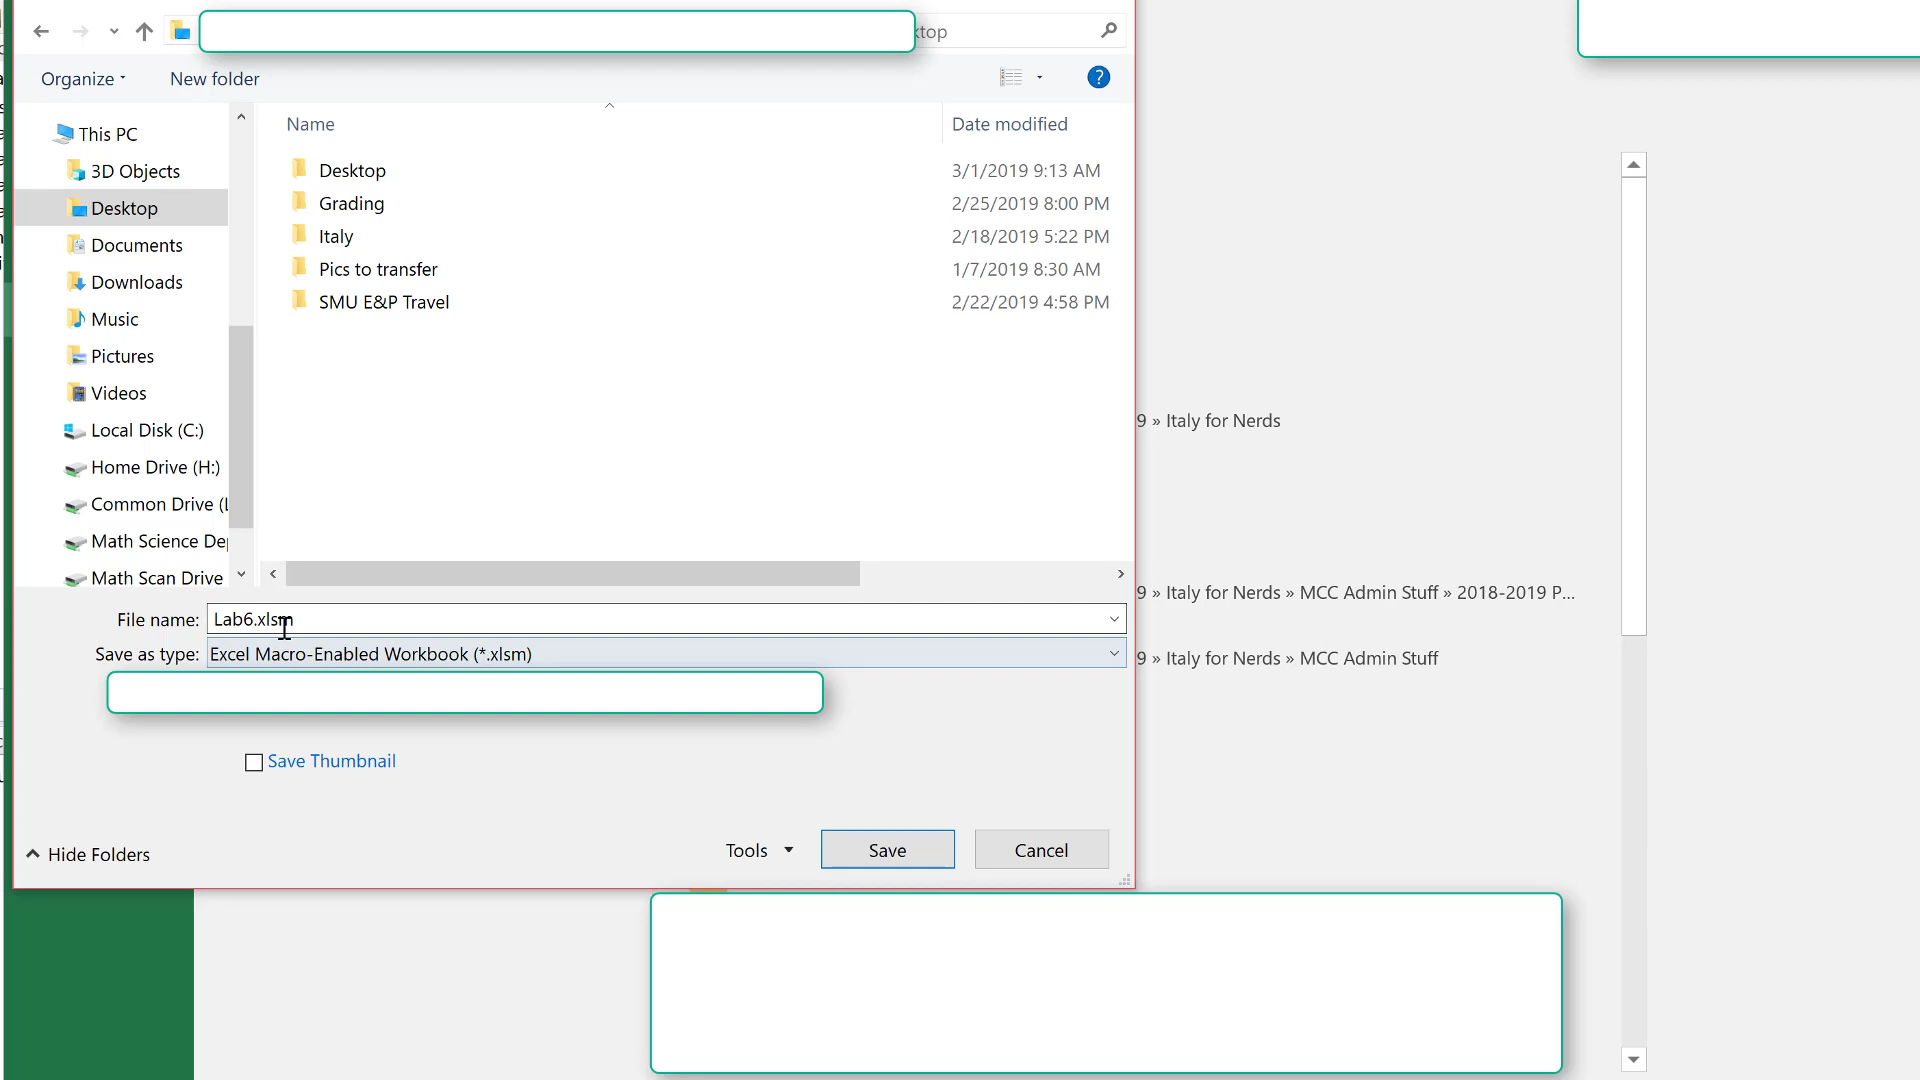 ktop
Organize
New folder
Name
Date modified
This PC
3D Objects
Desktop
Documents
Downloads
Music
Pictures
Videos
Local Disk (C:)
Home Drive (H:)
Common Drive (
Math Science
Math Scan Drive
Desktop 3/1/2019 9:13 AM
Grading 2/25/2019 8:00 PM
Italy 2/18/2019 5:22 PM
Pics to transfer 1/7/2019 8:30 AM
SMU E&P Travel 2/22/2019 4:58 PM
9 » Italy for Nerds
9 » Italy for Nerds » MCC Admin Stuff » 2018-2019 P...
9 » Italy for Nerds » MCC Admin Stuff
File name: Lab6.xlsm
Save as type: Excel Macro-Enabled Workbook (*.xlsm)
Save Thumbnail
Hide Folders
Tools
Save
Cancel